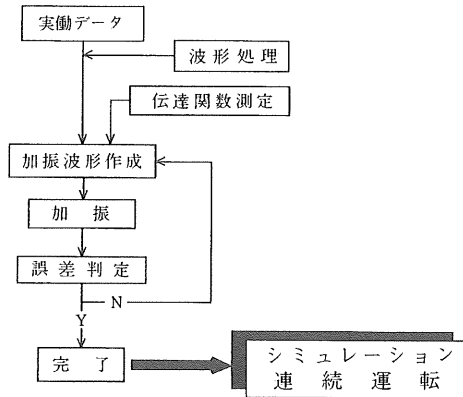 実働データ
波形処理
伝達関数測定
加振波形作成
加振
誤差判定
N
Y
完了
シミュレーション
連続運転